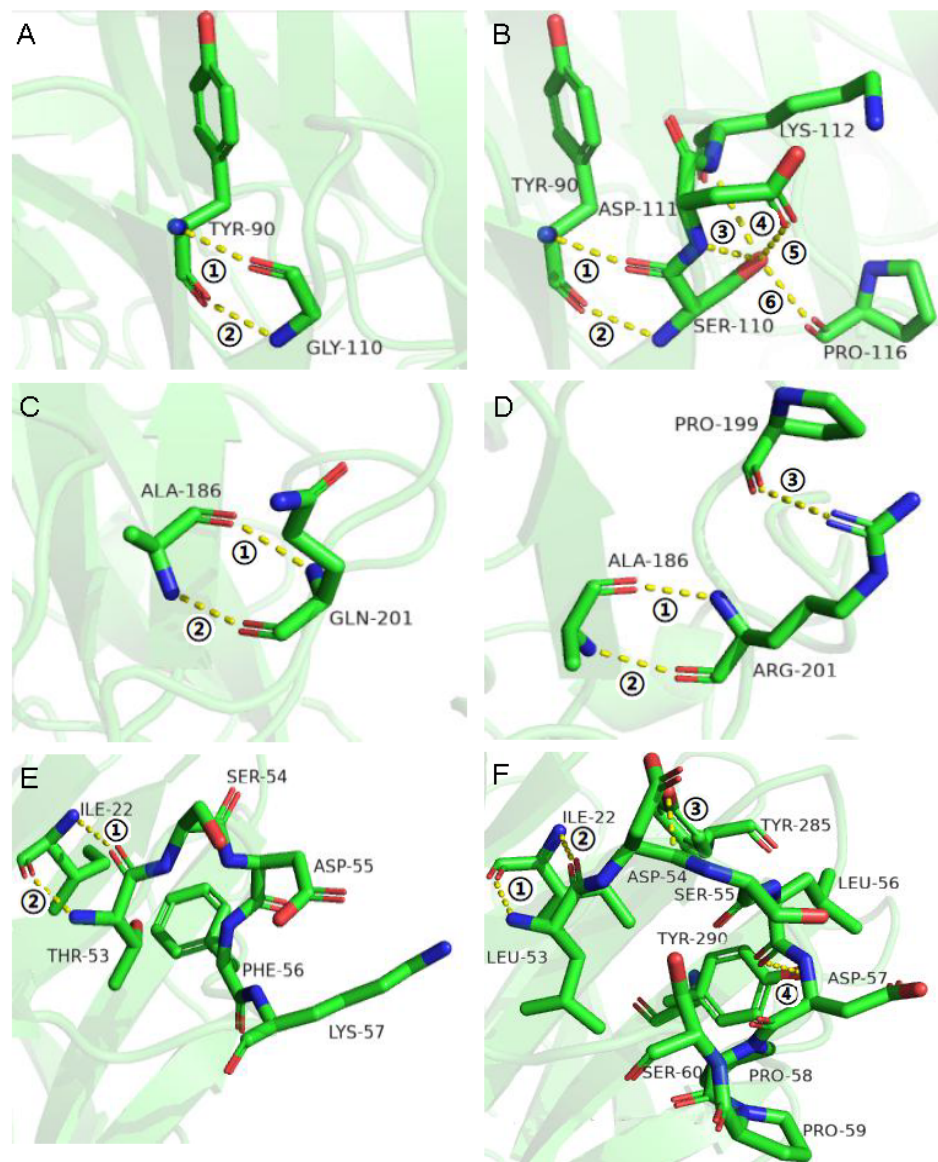 A
TYR-90
①
②
GLY-110
B
LYS-112
TYR-90
ASP-111
③
④
⑤
①
⑥
②
SER-110
PRO-116
C
ALA-186
①
②
GLN-201
D
PRO-199
③
ALA-186
①
②
ARG-201
E
SER-54
ILE-22
①
ASP-55
②
THR-53
PHE-56
LYS-57
F
③
ILE-22
②
TYR-285
①
ASP-54
SER-55
LEU-56
LEU-53
TYR-290
ASP-57
④
SER-60
PRO-58
PRO-59